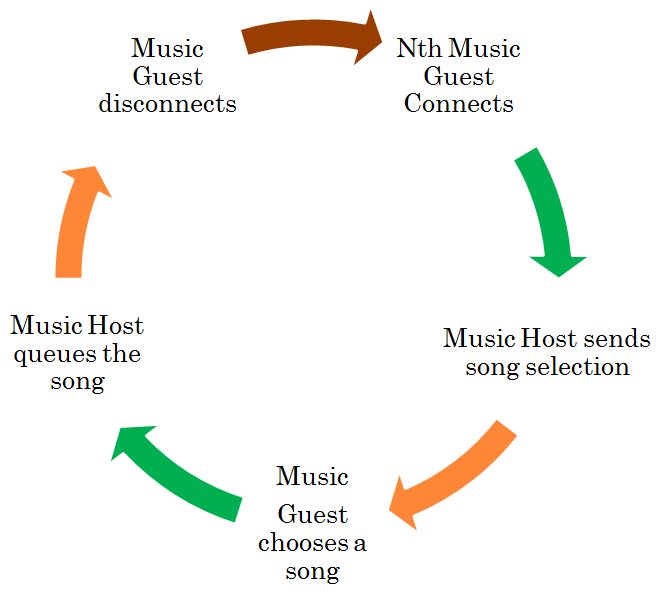 Music
Guest
disconnects
Nth Music
Guest
Connects
Music Host sends
song selection
Music
Guest
chooses a
song
Music Host
queues the
song